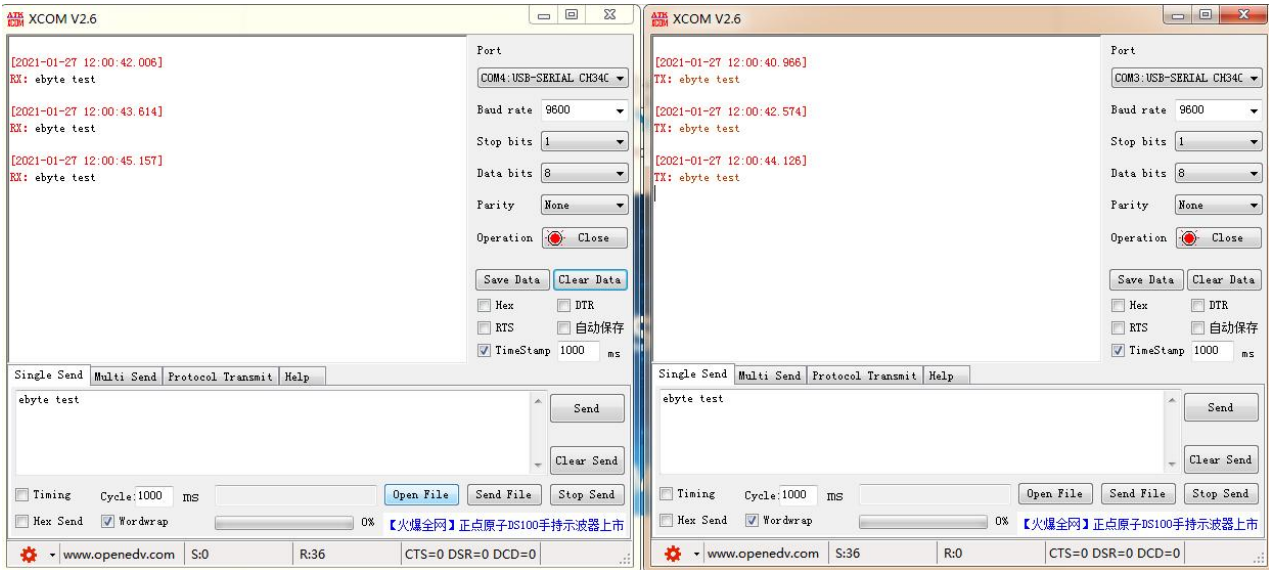 XCOM V2.6
[2021-01-27 12:00:42.006]
RX: ebyte test
[2021-01-27 12:00:43.614]
RX: ebyte test
[2021-01-27 12:00:45.157]
RX: ebyte test
Port
COM4:USB-SERIAL CH34C
Baud rate 9600
Stop bits 1
Data bits 8
Parity None
Operation Close
Save Data Clear Data
Hex DTR
RTS 自动保存
TimeStamp 1000 ms
Single Send Multi Send Protocol Transmit Help
ebyte test
Send
Clear Send
Timing Cycle:1000 ms Open File Send File Stop Send
Hex Send Wordwrap 0% 【火爆全网】正点原子DS100手持示波器上市
www.openedv.com S:0 R:36 CTS=0 DSR=0 DCD=0
XCOM V2.6
[2021-01-27 12:00:40.966]
TX: ebyte test
[2021-01-27 12:00:42.574]
TX: ebyte test
[2021-01-27 12:00:44.126]
TX: ebyte test
Port
COM3:USB-SERIAL CH34C
Baud rate 9600
Stop bits 1
Data bits 8
Parity None
Operation Close
Save Data Clear Data
Hex DTR
RTS 自动保存
TimeStamp 1000 ms
Single Send Multi Send Protocol Transmit Help
ebyte test
Send
Clear Send
Timing Cycle:1000 ms Open File Send File Stop Send
Hex Send Wordwrap 0% 【火爆全网】正点原子DS100手持示波器上市
www.openedv.com S:36 R:0 CTS=0 DSR=0 DCD=0